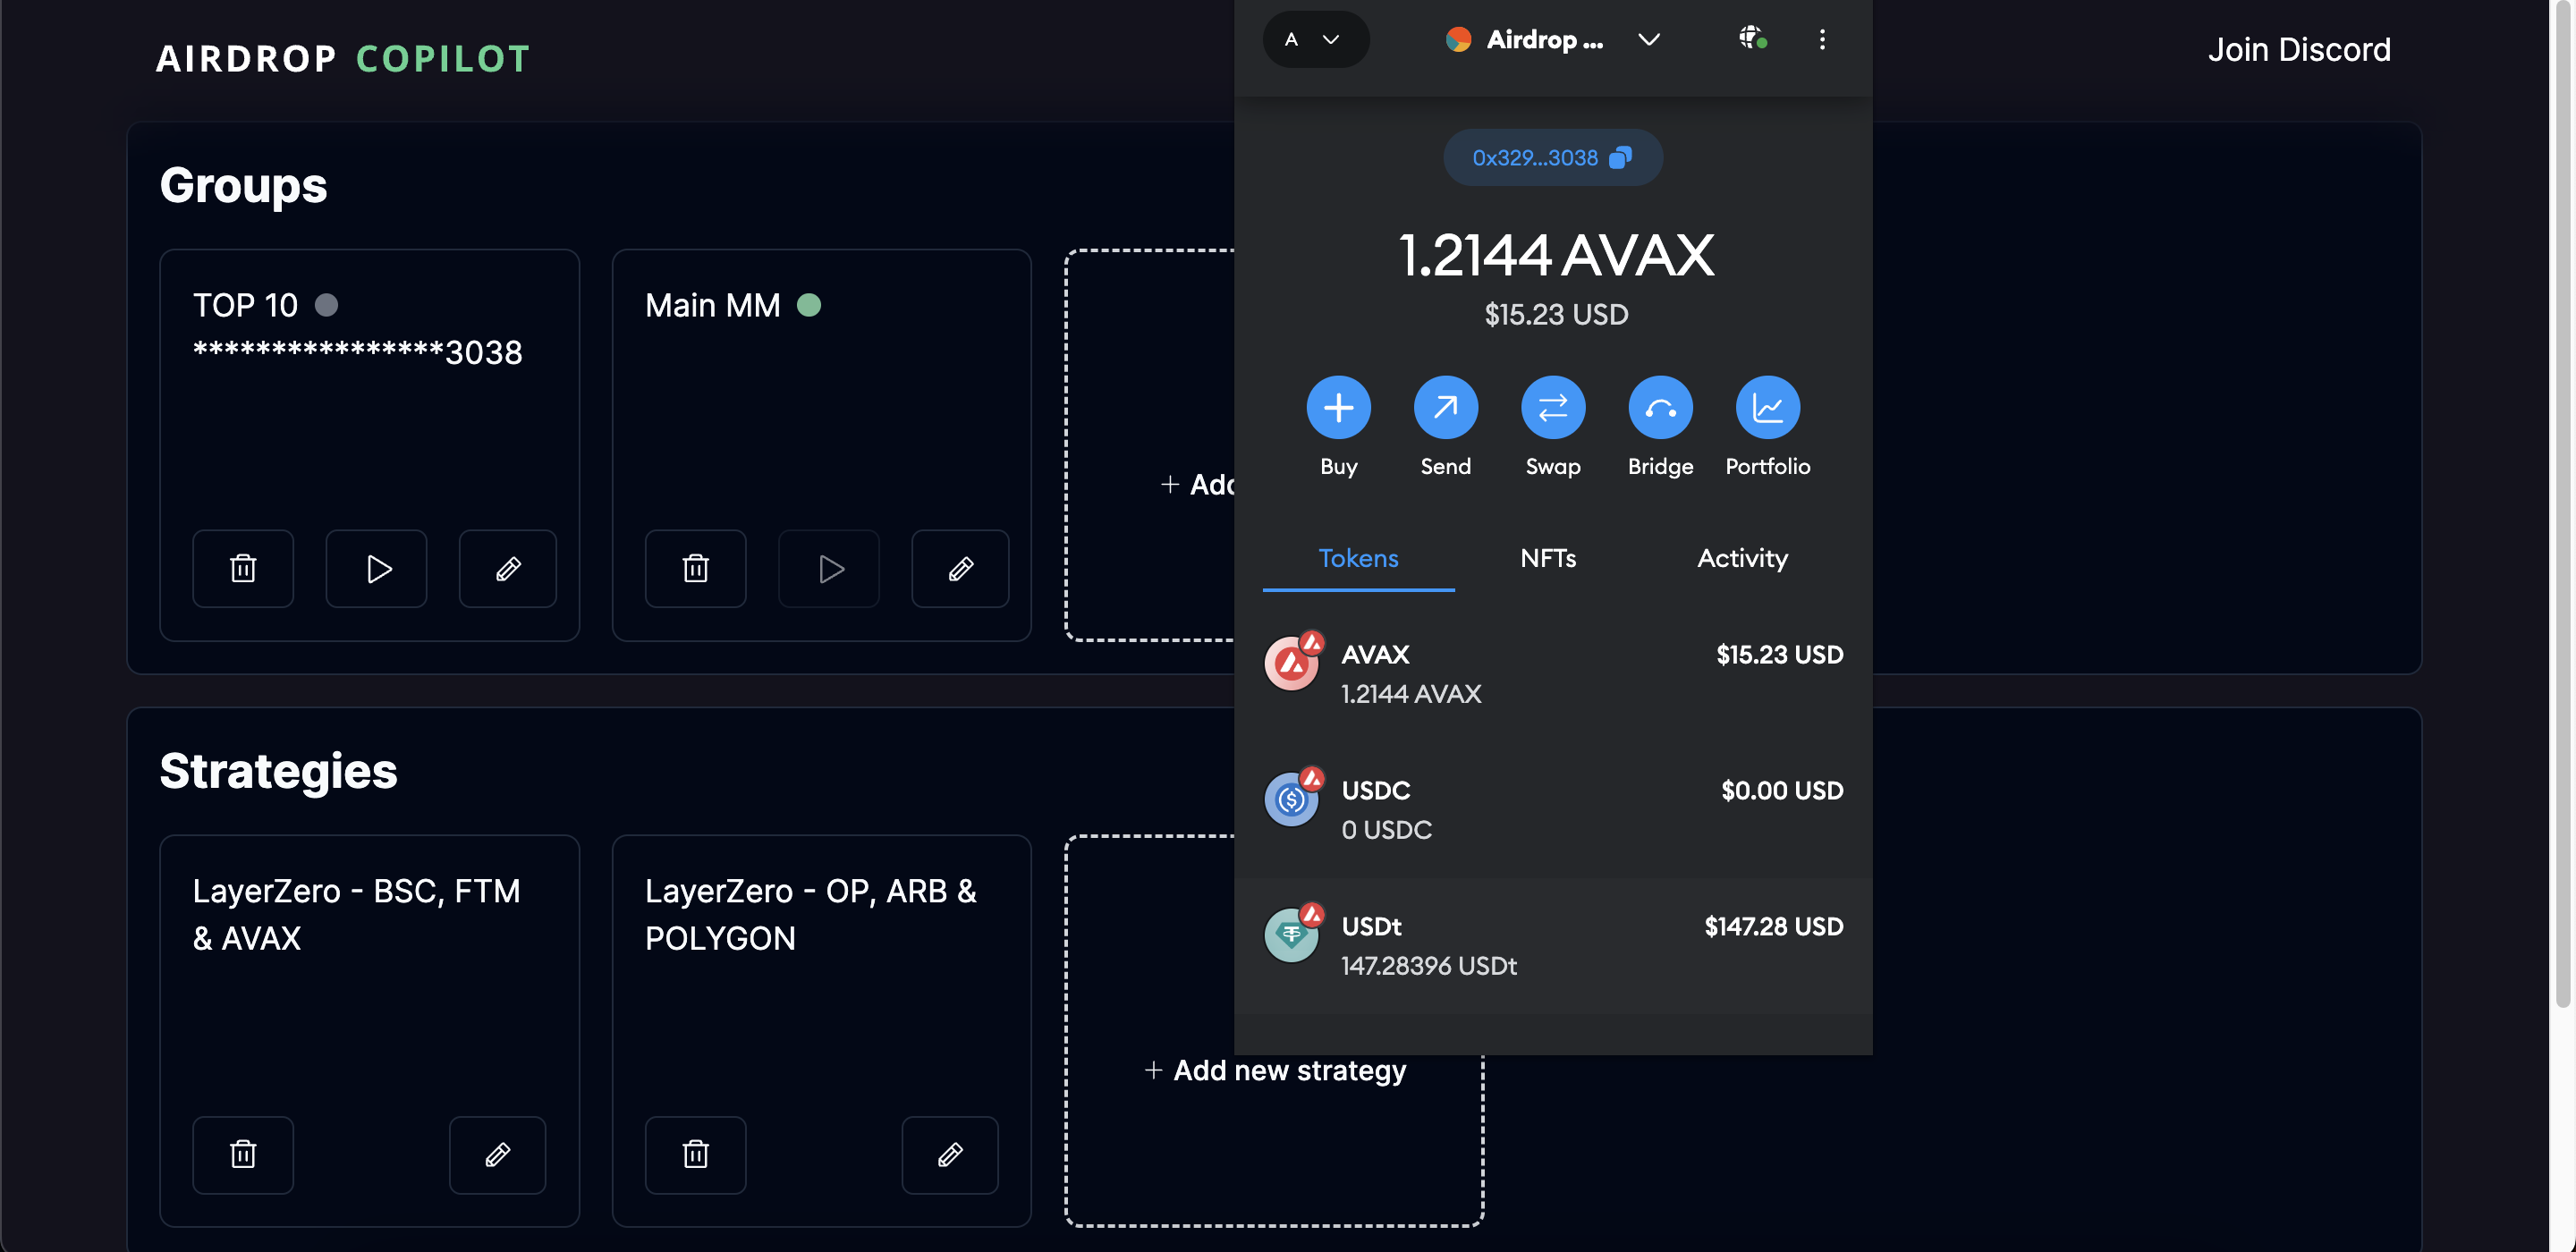 AIRDROP COPILOT
Join Discord
Groups
TOP 10
****************3038
Main MM
+ Add
Strategies
LayerZero - BSC, FTM
& AVAX
LayerZero - OP, ARB &
POLYGON
+ Add new strategy
A
Airdrop ...
0x329...3038
1.2144 AVAX
$15.23 USD
Buy
Send
Swap
Bridge
Portfolio
Tokens
NFTs
Activity
AVAX
$15.23 USD
1.2144 AVAX
USDC
$0.00 USD
0 USDC
USDt
$147.28 USD
147.28396 USDt